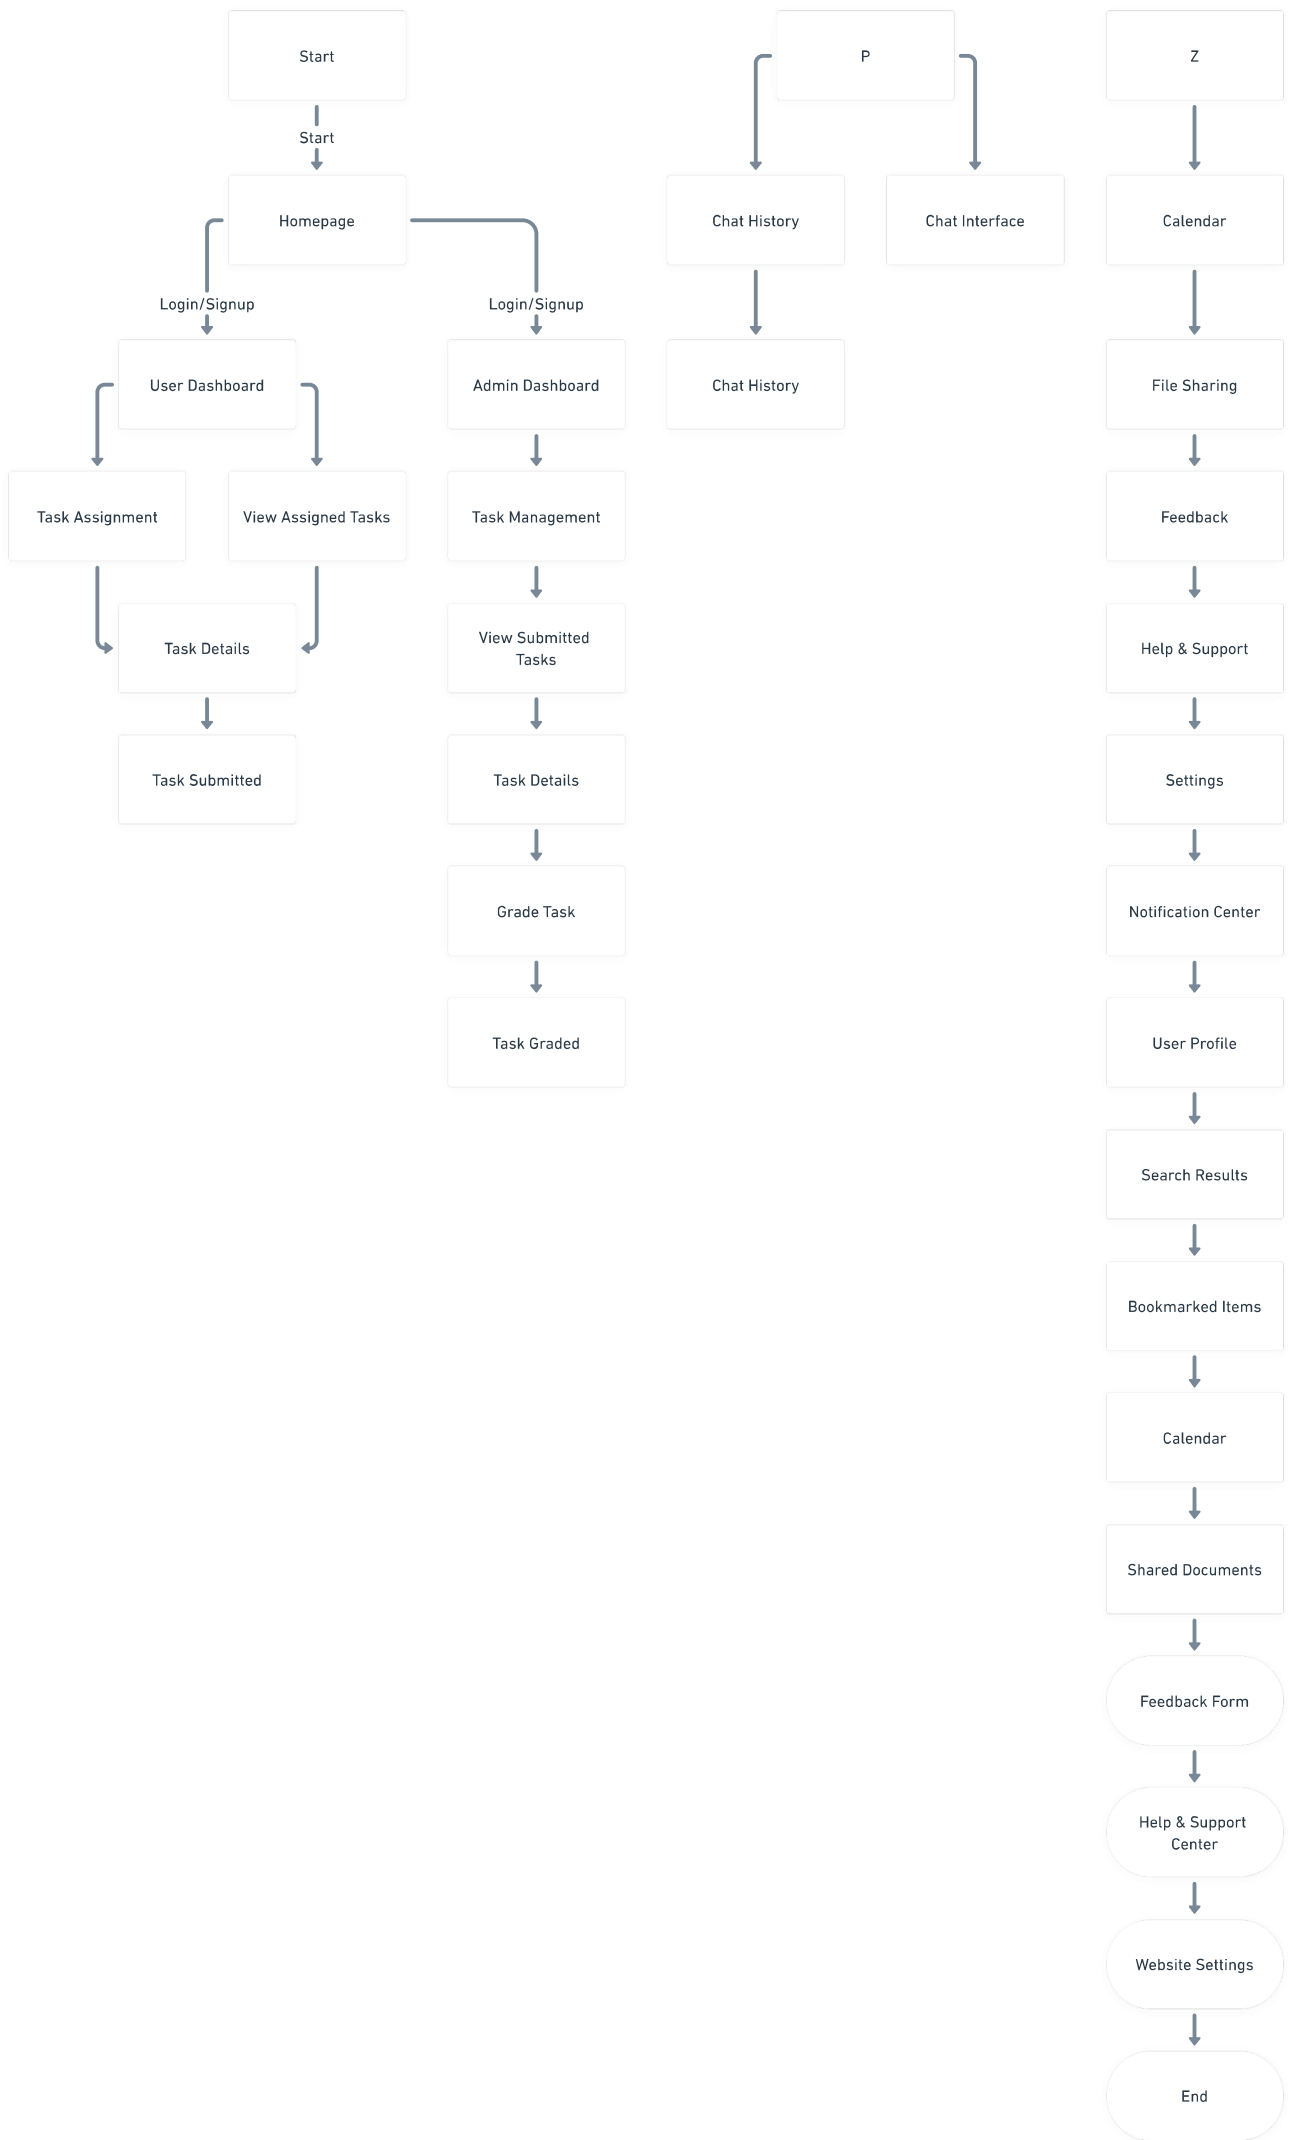 Start
P
Z
Start
Homepage
Chat History
Chat Interface
Calendar
Login/Signup
Login/Signup
User Dashboard
Admin Dashboard
Chat History
File Sharing
Task Assignment
View Assigned Tasks
Task Management
Feedback
Task Details
View Submitted
Tasks
Help & Support
Task Submitted
Task Details
Settings
Grade Task
Notification Center
Task Graded
User Profile
Search Results
Bookmarked Items
Calendar
Shared Documents
Feedback Form
Help & Support
Center
Website Settings
End